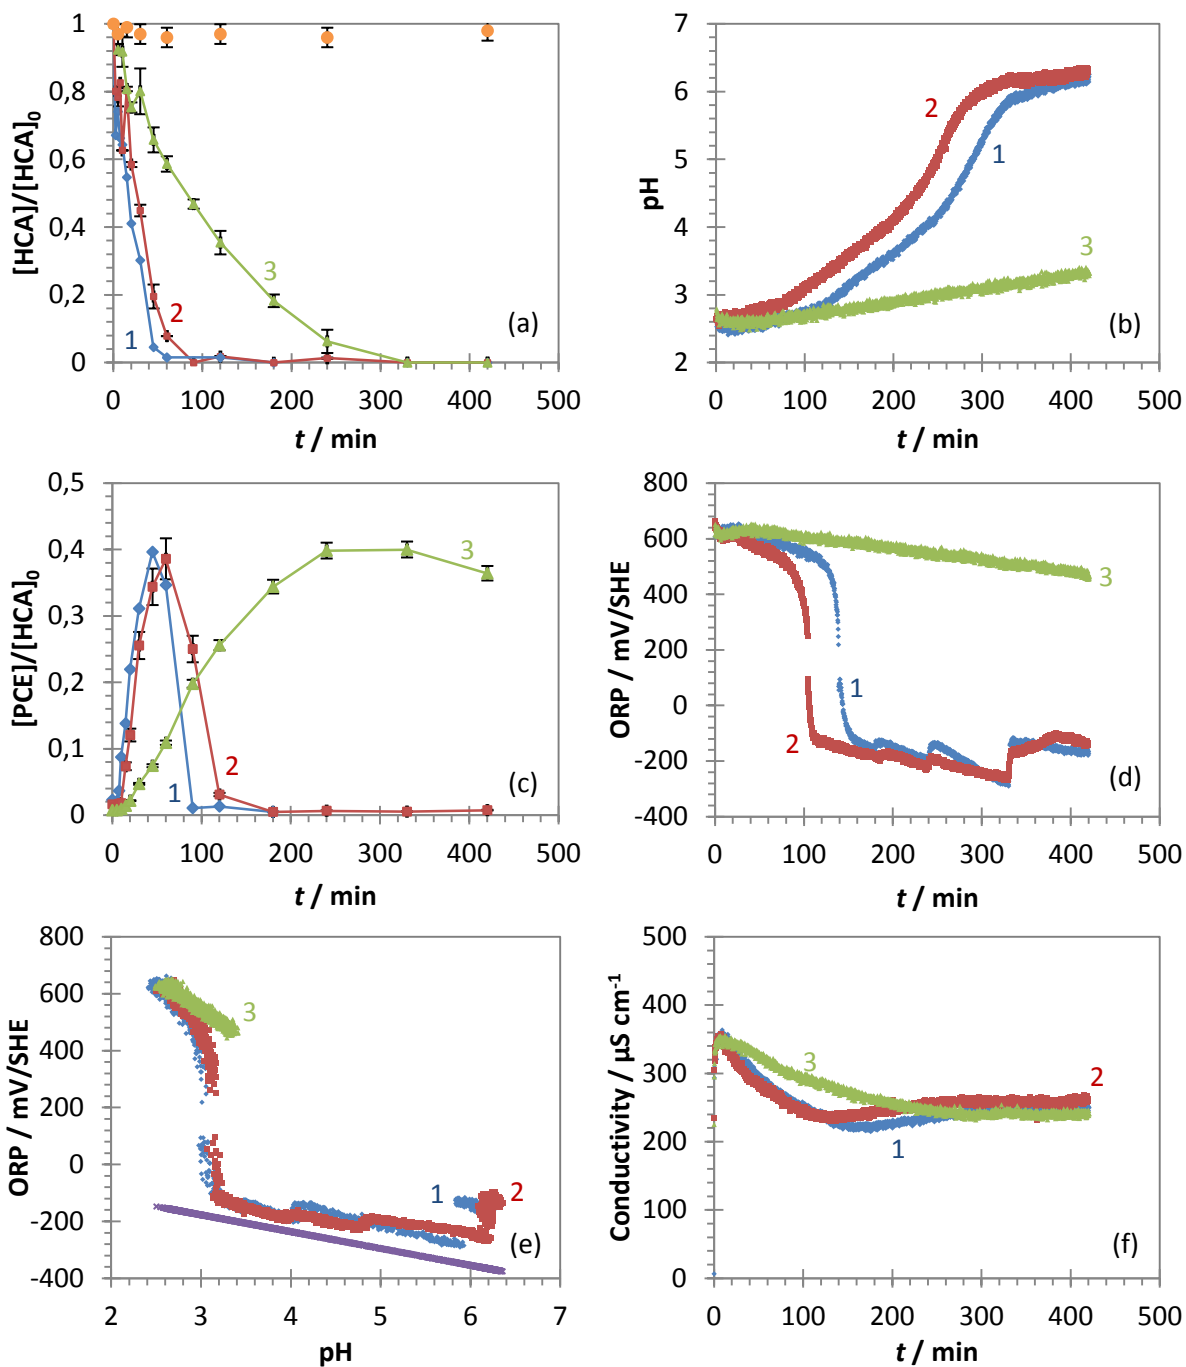 [HCA]/[HCA]0
1
0,8
0,6
0,4
0,2
0
0 100 200 300 400 500
t / min
1
2
3
(a)
pH
7
6
5
4
3
2
0 100 200 300 400 500
t / min
2
1
3
(b)
[PCE]/[HCA]0
0,5
0,4
0,3
0,2
0,1
0
0 100 200 300 400 500
t / min
3
2
1
(c)
ORP / mV/SHE
800
600
400
200
0
-200
-400
0 100 200 300 400 500
t / min
3
1
2
(d)
ORP / mV/SHE
800
600
400
200
0
-200
-400
2 3 4 5 6 7
pH
3
1
2
(e)
Conductivity / µS cm-1
500
400
300
200
100
0
0 100 200 300 400 500
t / min
3
2
1
(f)